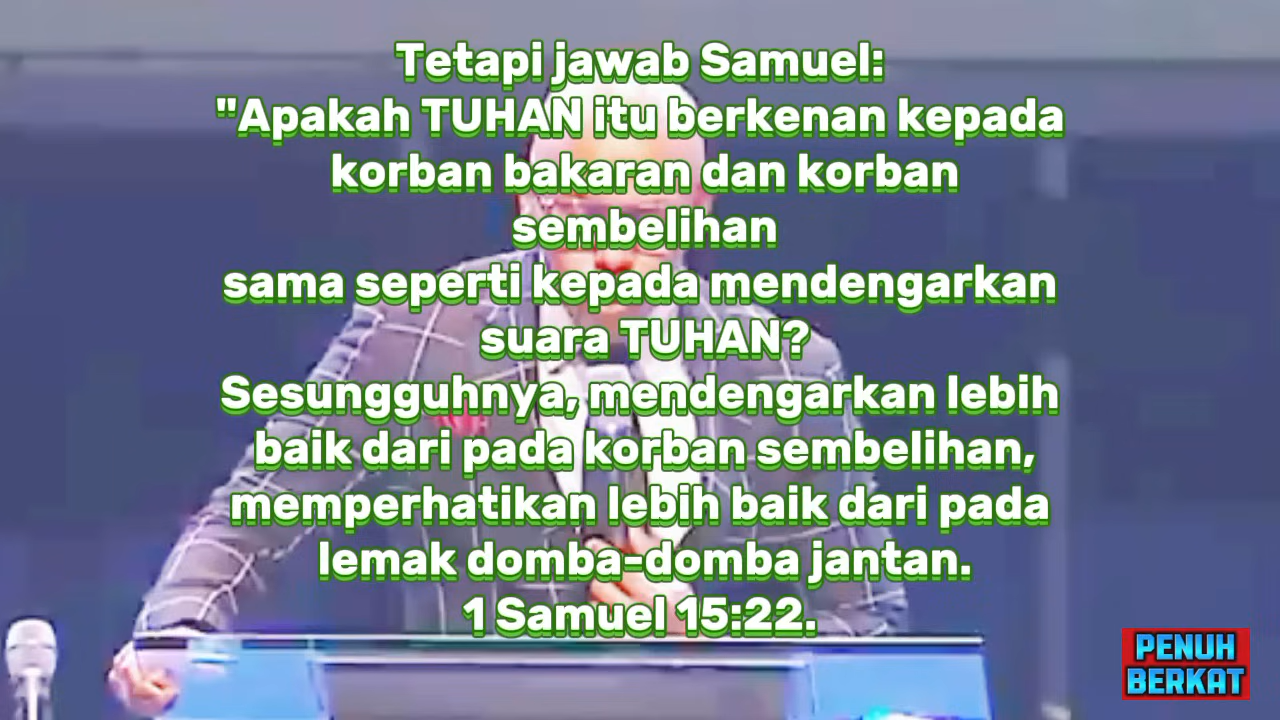 Tetapi jawab Samuel:
"Apakah TUHAN itu berkenan kepada
korban bakaran dan korban
sembelihan
sama seperti kepada mendengarkan
suara TUHAN?
Sesungguhnya, mendengarkan lebih
baik dari pada korban sembelihan,
memperhatikan lebih baik dari pada
lemak domba-domba jantan.
1 Samuel 15:22.
PENUH
BERKAT